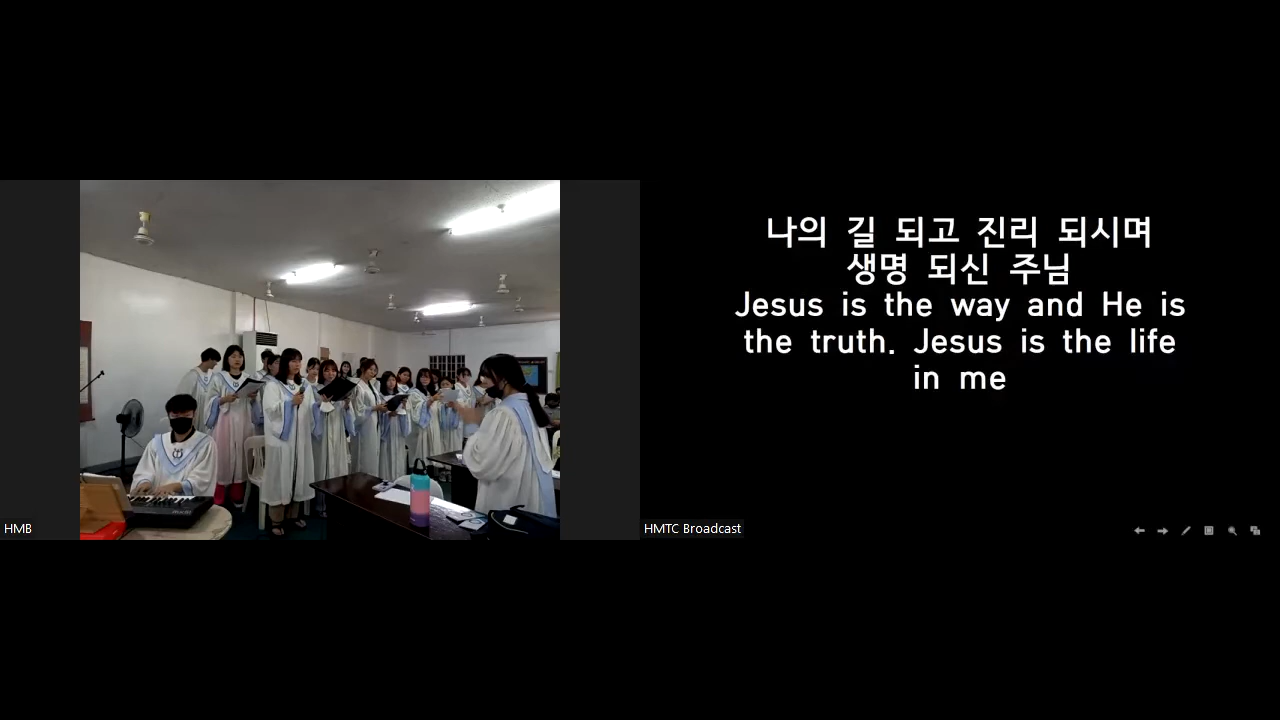 나의 길 되고 진리 되시며
생명 되신 주님
Jesus is the way and He is
the truth. Jesus is the life
in me
HMB
HMTC Broadcast